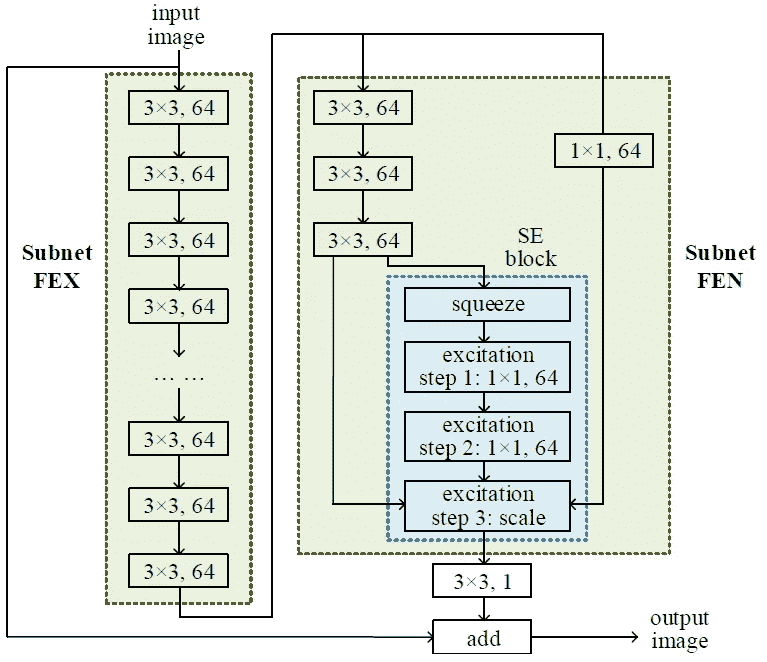 input
image
3×3, 64
3×3, 64
3×3, 64
3×3, 64
... ...
3×3, 64
3×3, 64
3×3, 64
Subnet
FEX
3×3, 64
3×3, 64
3×3, 64
1×1, 64
SE
block
squeeze
excitation
step 1: 1×1, 64
excitation
step 2: 1×1, 64
excitation
step 3: scale
Subnet
FEN
3×3, 1
add
output
image